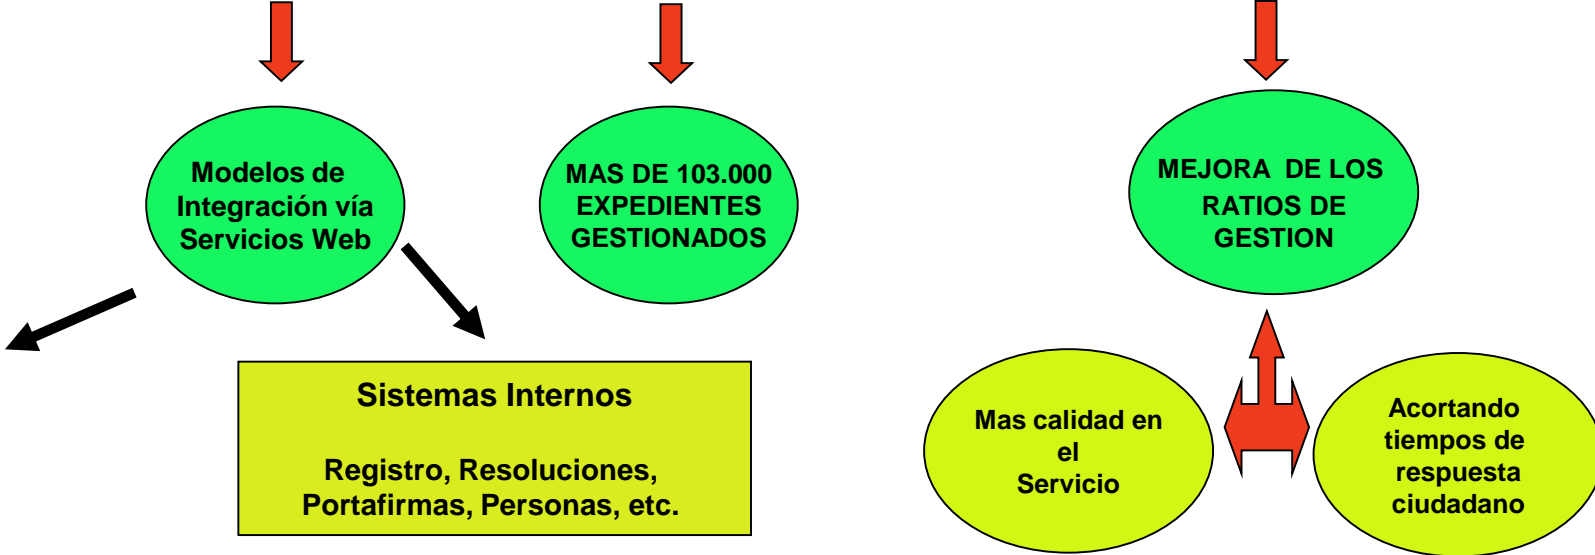 Modelos de
Integración vía
Servicios Web
MAS DE 103.000
EXPEDIENTES
GESTIONADOS
MEJORA DE LOS
RATIOS DE
GESTION
Sistemas Internos
Registro, Resoluciones,
Portafirmas, Personas, etc.
Mas calidad en
el
Servicio
Acortando
tiempos de
respuesta
ciudadano